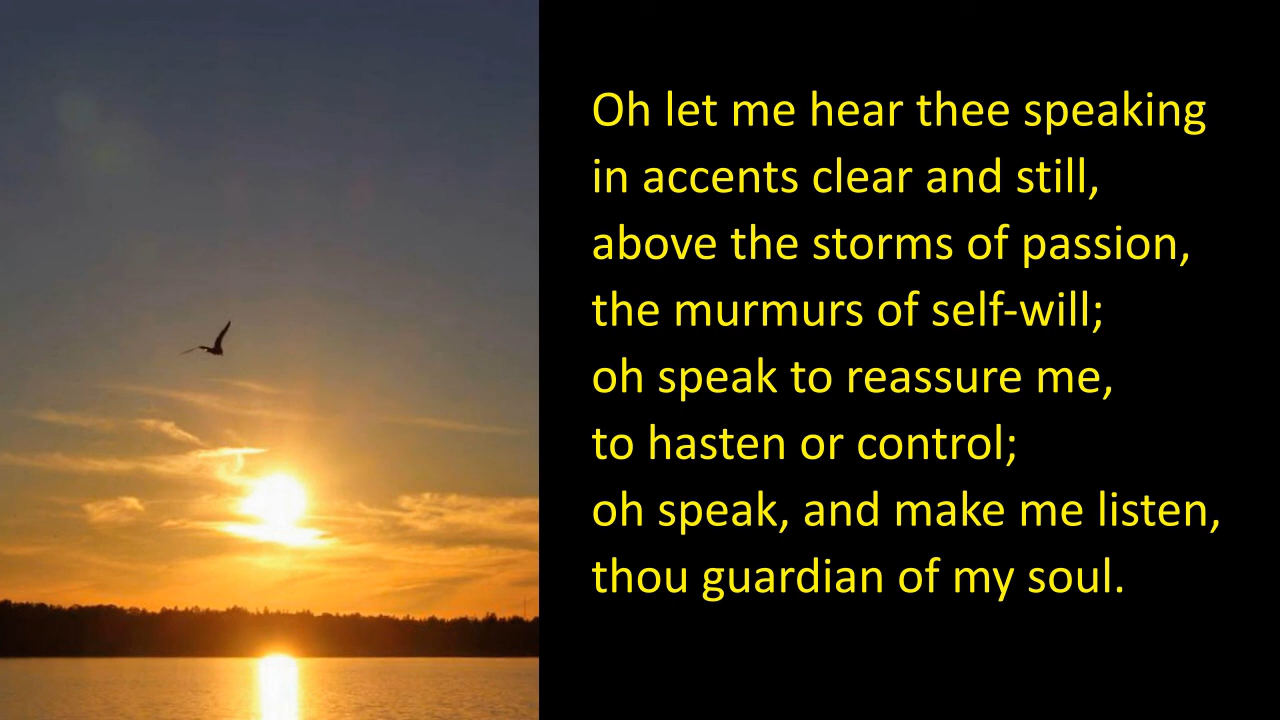 Oh let me hear thee speaking
in accents clear and still,
above the storms of passion,
the murmurs of self-will;
oh speak to reassure me,
to hasten or control;
oh speak, and make me listen,
thou guardian of my soul.